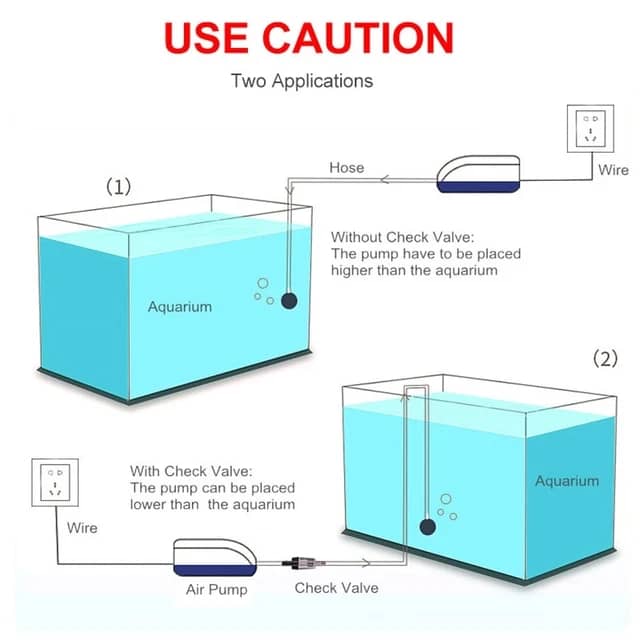 USE CAUTION
Two Applications
Hose
Wire
(1)
Without Check Valve:
The pump have to be placed
higher than the aquarium
Aquarium
(2)
With Check Valve:
The pump can be placed
lower than the aquarium
Aquarium
Wire
Air Pump
Check Valve